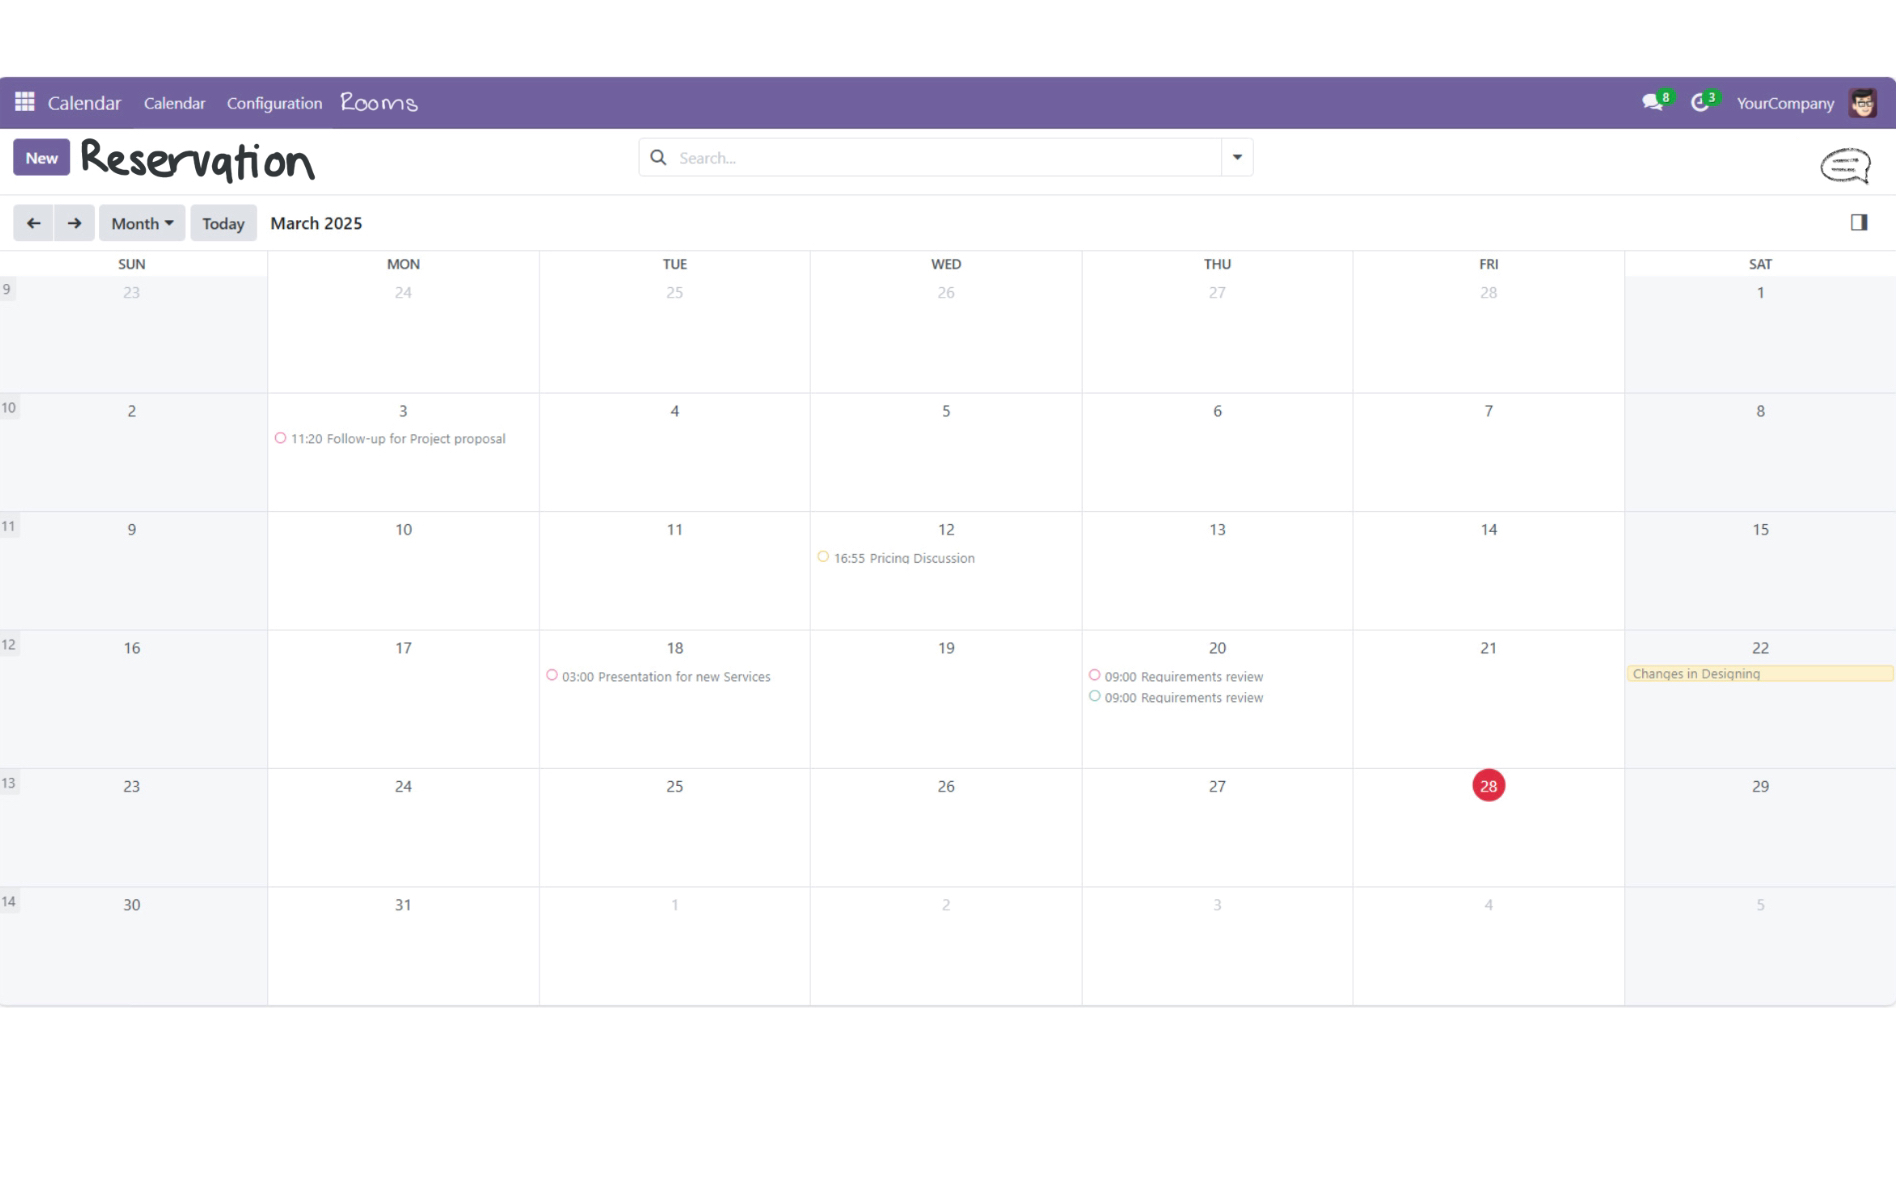 Calendar Calendar Configuration Rooms 8 3 YourCompany
New Reservation Search...
Month Today March 2025
SUN MON TUE WED THU FRI SAT
9 23 24 25 26 27 28 1
10 2 3 4 5 6 7 8
11:20 Follow-up for Project proposal
11 9 10 11 12 13 14 15
16:55 Pricing Discussion
12 16 17 18 19 20 21 22
03:00 Presentation for new Services 09:00 Requirements review Changes in Designing
09:00 Requirements review
13 23 24 25 26 27 28 29
14 30 31 1 2 3 4 5